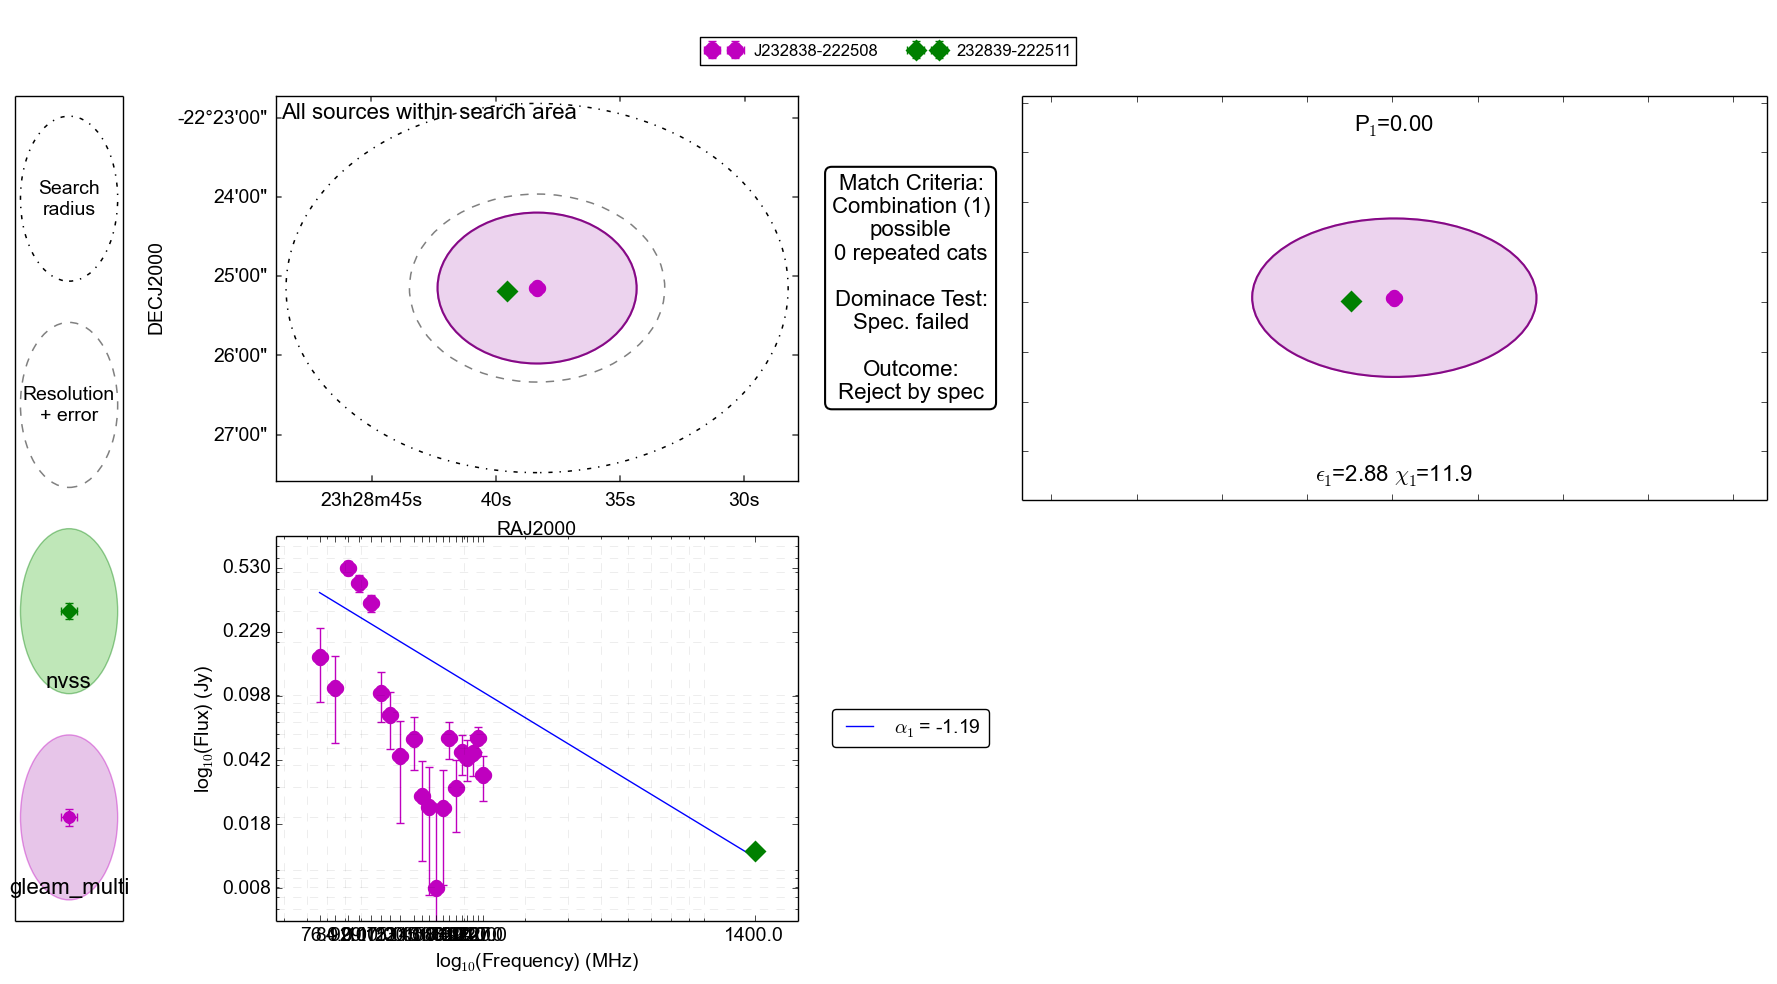 J232838-222508 232839-222511
Search
radius
Resolution
+ error
nvss
gleam_multi
All sources within search area
-22°23'00"
24'00"
25'00"
26'00"
27'00"
DECJ2000
23h28m45s 40s 35s 30s
RAJ2000
Match Criteria:
Combination (1)
possible
0 repeated cats
Dominace Test:
Spec. failed
Outcome:
Reject by spec
P₁=0.00
ϵ₁=2.88 χ₁=11.9
0.530
0.229
0.098
0.042
0.018
0.008
log₁₀(Flux) (Jy)
1400.0
log₁₀(Frequency) (MHz)
α₁ = -1.19